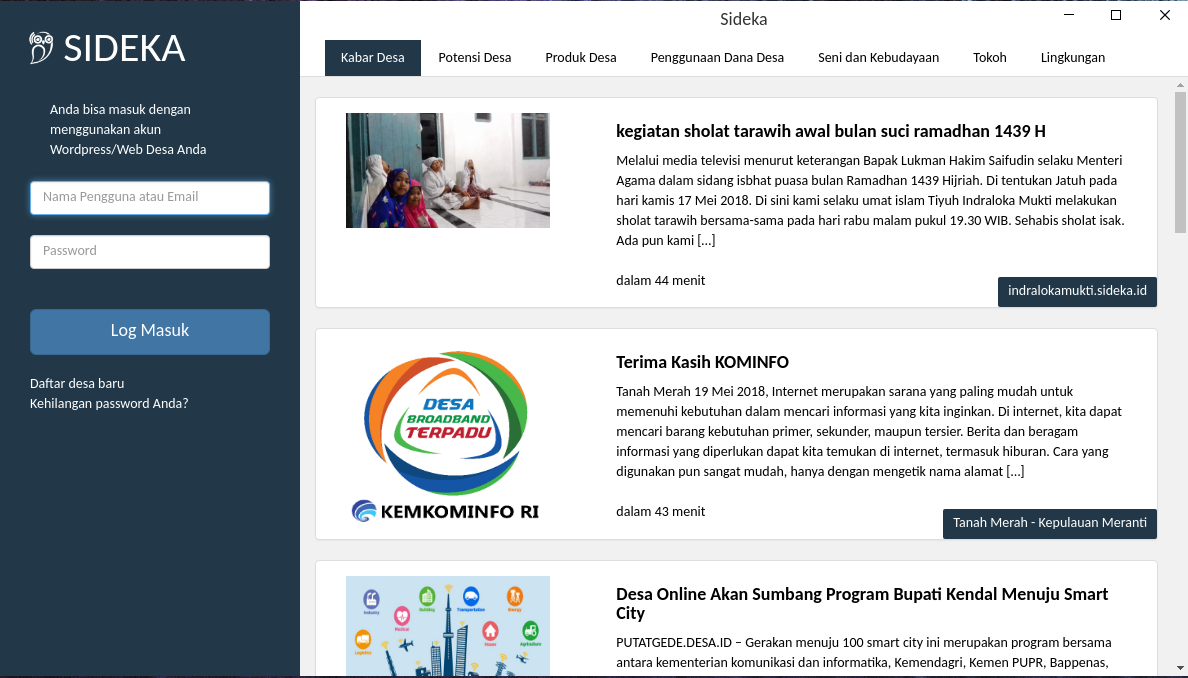 SIDEKA
Anda bisa masuk dengan
menggunakan akun
Wordpress/Web Desa Anda
Nama Pengguna atau Email
Password
Log Masuk
Daftar desa baru
Kehilangan password Anda?
Sideka
Kabar Desa Potensi Desa Produk Desa Penggunaan Dana Desa Seni dan Kebudayaan Tokoh Lingkungan
kegiatan sholat tarawih awal bulan suci ramadhan 1439 H
Melalui media televisi menurut keterangan Bapak Lukman Hakim Saifudin selaku Menteri
Agama dalam sidang isbhat puasa bulan Ramadhan 1439 Hijriah. Di tentukan Jatuh pada
hari kamis 17 Mei 2018. Di sini kami selaku umat islam Tiyuh Indraloka Mukti melakukan
sholat tarawih bersama-sama pada hari rabu malam pukul 19.30 WIB. Sehabis sholat isak.
Ada pun kami [...]
dalam 44 menit
indralokamukti.sideka.id
DESA
BROADBAND
TERPADU
KEMKOMINFO RI
Terima Kasih KOMINFO
Tanah Merah 19 Mei 2018, Internet merupakan sarana yang paling mudah untuk
memenuhi kebutuhan dalam mencari informasi yang kita inginkan. Di internet, kita dapat
mencari barang kebutuhan primer, sekunder, maupun tersier. Berita dan beragam
informasi yang diperlukan dapat kita temukan di internet, termasuk hiburan. Cara yang
digunakan pun sangat mudah, hanya dengan mengetik nama alamat [...]
dalam 43 menit
Tanah Merah - Kepulauan Meranti
Industry
Building
Transportation
Energy
Medical
Logistics
House
Agriculture
Desa Online Akan Sumbang Program Bupati Kendal Menuju Smart
City
PUTATGEDE.DESA.ID – Gerakan menuju 100 smart city ini merupakan program bersama
antara kementerian komunikasi dan informatika, Kemendagri, Kemen PUPR, Bappenas,